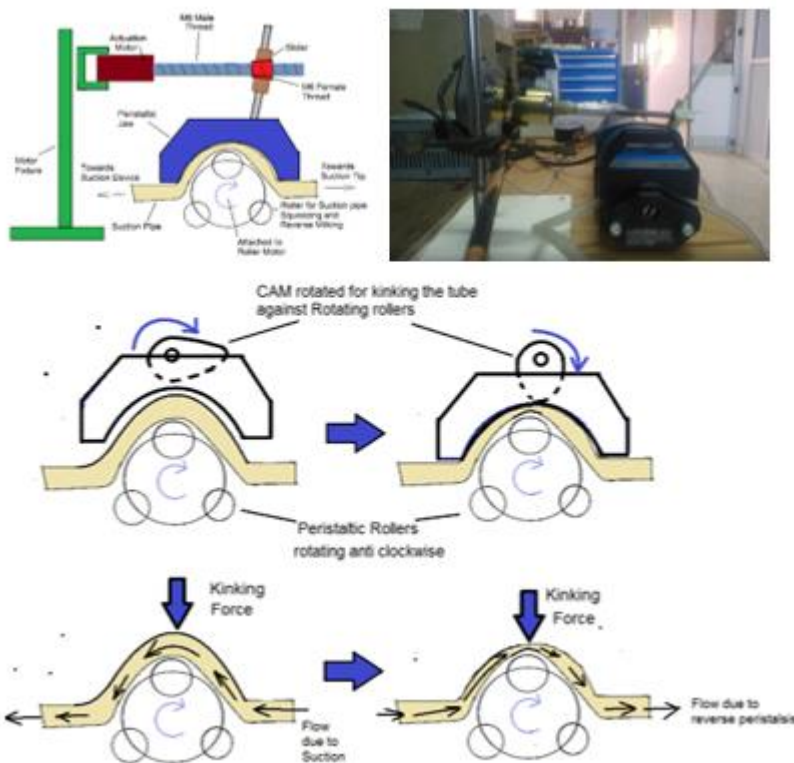 M6 Male
Thread
Actuation
Motor
Slider
M6 Female
Thread
Peristaltic
Jaw
Motor
Fixture
Towards
Suction Device
Towards
Suction Tip
Suction Pipe
Roller for Suction pipe
Squeezing and
Reverse Milking
Attached to
Roller Motor
CAM rotated for kinking the tube
against Rotating rollers
Peristaltic Rollers
rotating anti clockwise
Kinking
Force
Kinking
Force
Flow
due to
Suction
Flow due to
reverse peristalsis